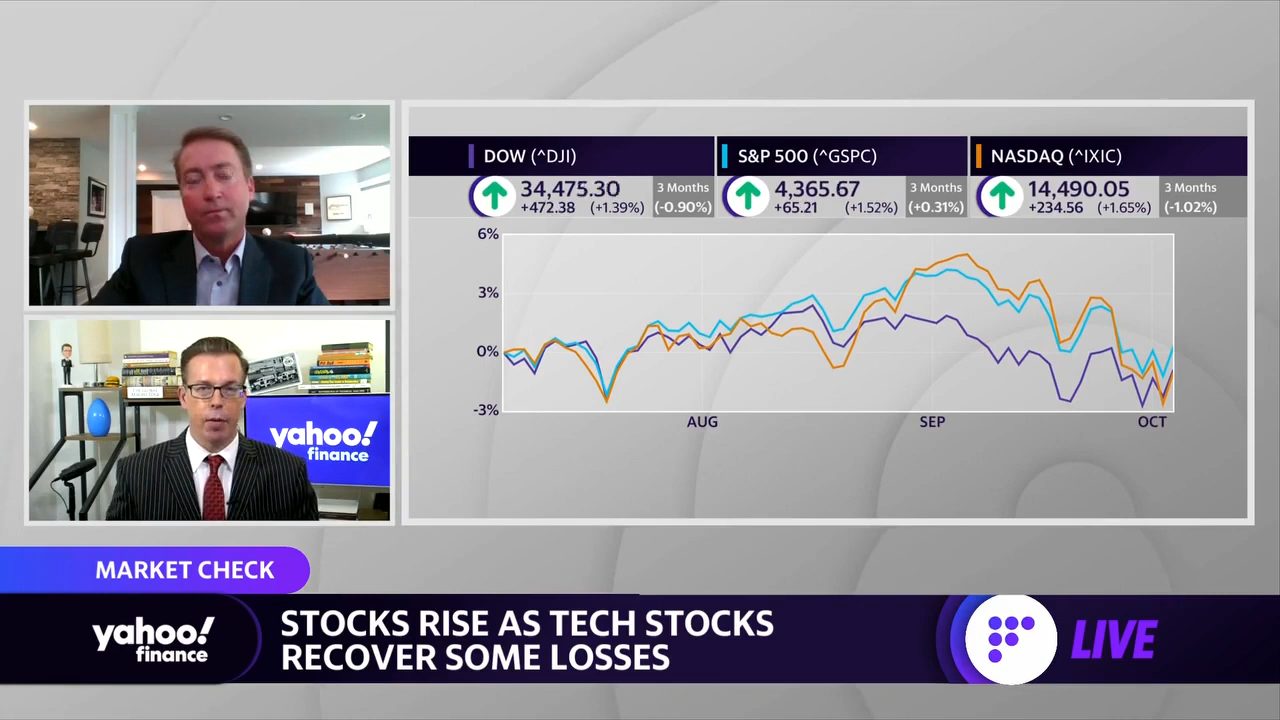 DOW (^DJI)
34,475.30
+472.38 (+1.39%)
3 Months
(-0.90%)
S&P 500 (^GSPC)
4,365.67
+65.21 (+1.52%)
3 Months
(+0.31%)
NASDAQ (^IXIC)
14,490.05
+234.56 (+1.65%)
3 Months
(-1.02%)
6%
3%
0%
-3%
AUG SEP OCT
yahoo!
finance
MARKET CHECK
yahoo!
finance
STOCKS RISE AS TECH STOCKS
RECOVER SOME LOSSES
LIVE